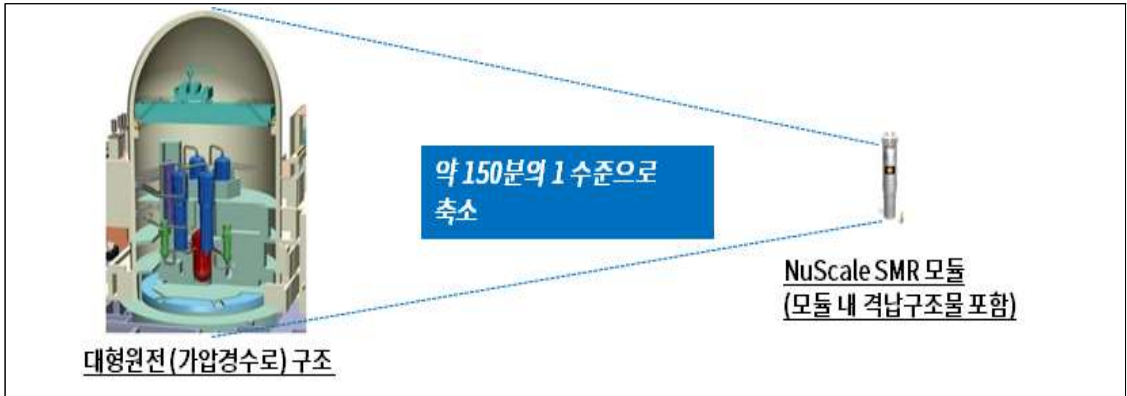 약 150분의 1 수준으로
축소
NuScale SMR 모듈
(모듈 내 격납구조물 포함)
대형원전 (가압경수로) 구조